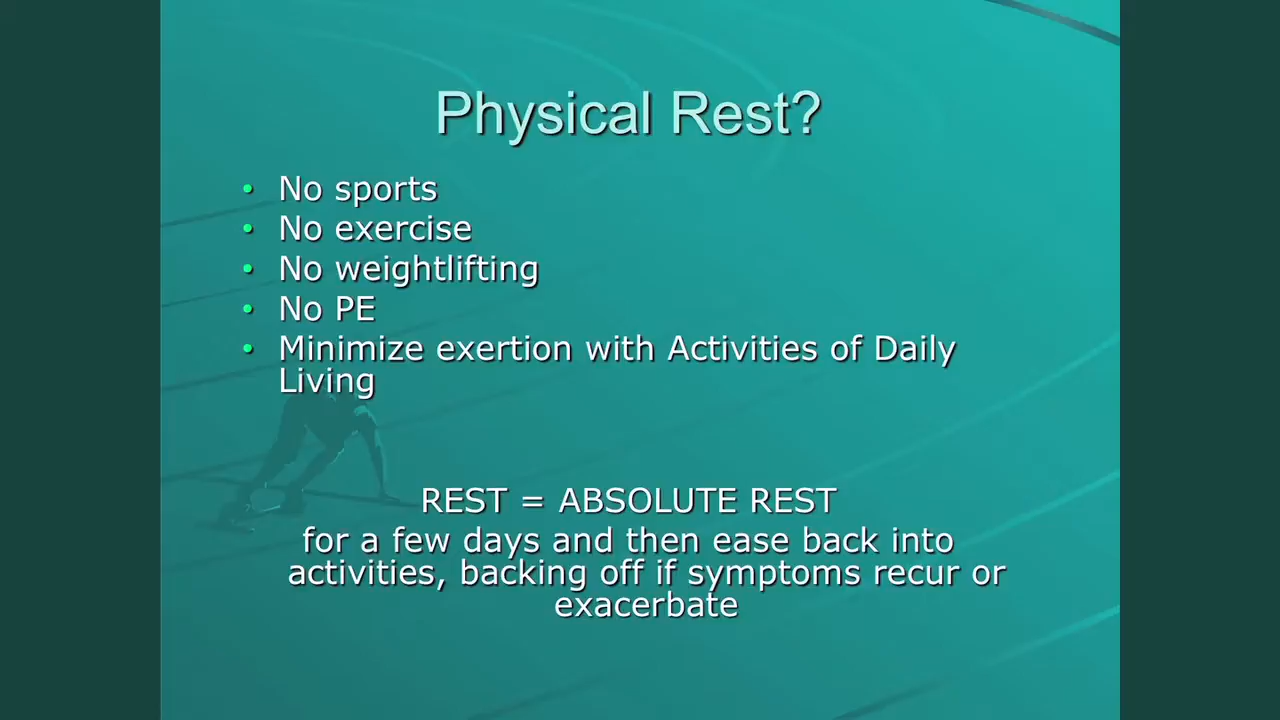 Physical Rest?
• No sports
• No exercise
• No weightlifting
• No PE
• Minimize exertion with Activities of Daily
Living
REST = ABSOLUTE REST
for a few days and then ease back into
activities, backing off if symptoms recur or
exacerbate